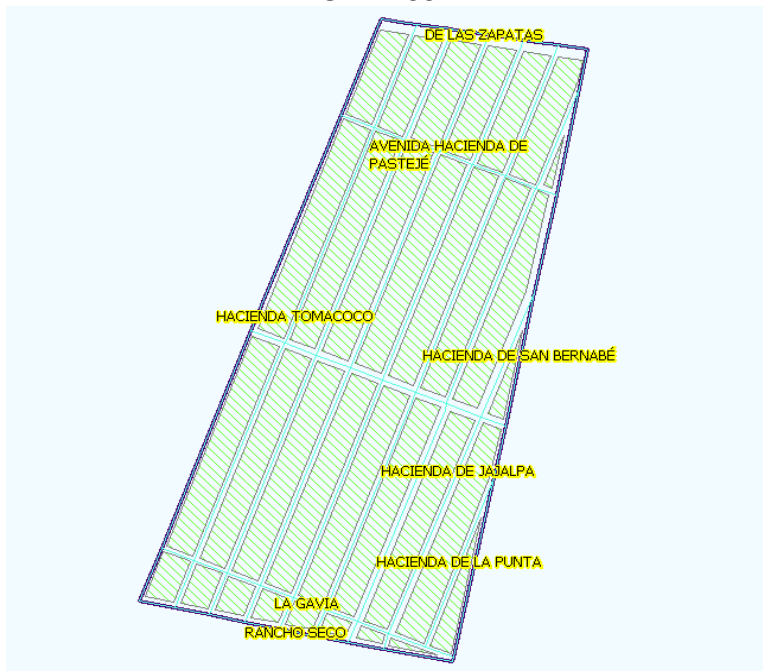 DE LAS ZAPATAS
AVENIDA HACIENDA DE
PASTEJÉ
HACIENDA TOMACOCO
HACIENDA DE SAN BERNABÉ
HACIENDA DE JAJALPA
HACIENDA DE LA PUNTA
LA GAVIA
RANCHO SECO